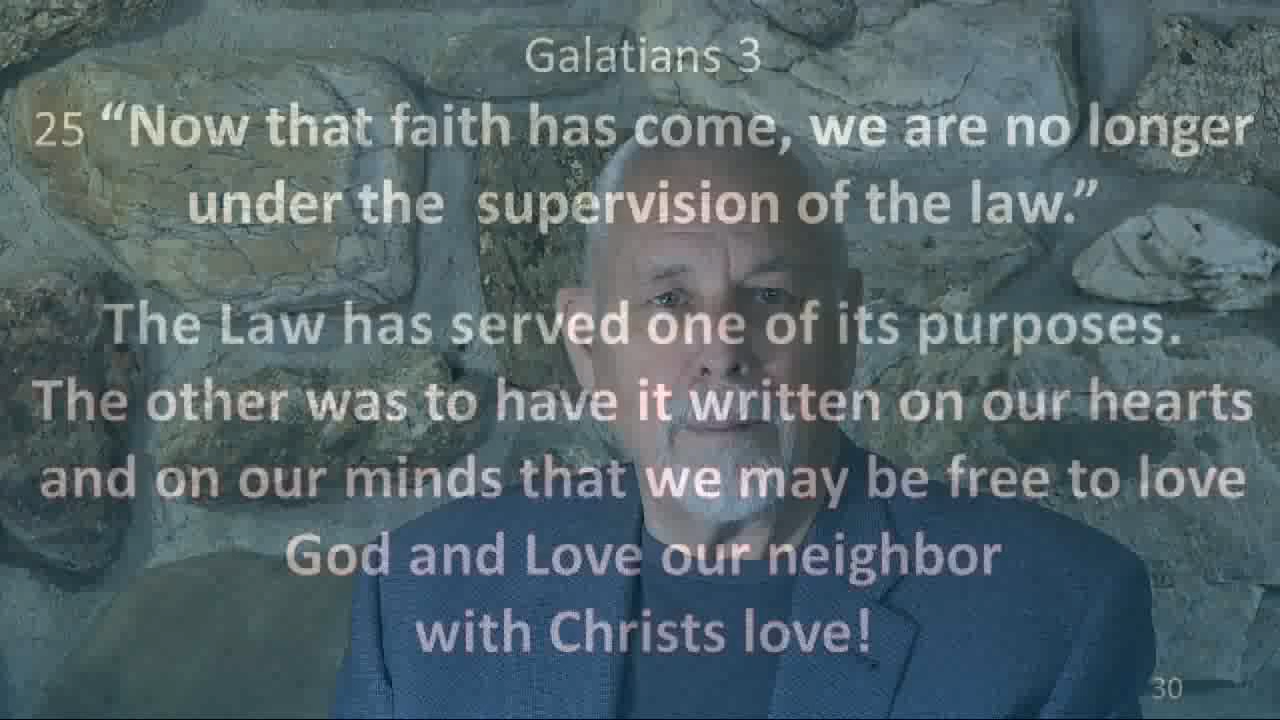 Galatians 3
25 “Now that faith has come, we are no longer
under the supervision of the law.”
The Law has served one of its purposes.
The other was to have it written on our hearts
and on our minds that we may be free to love
God and Love our neighbor
with Christs love!
30